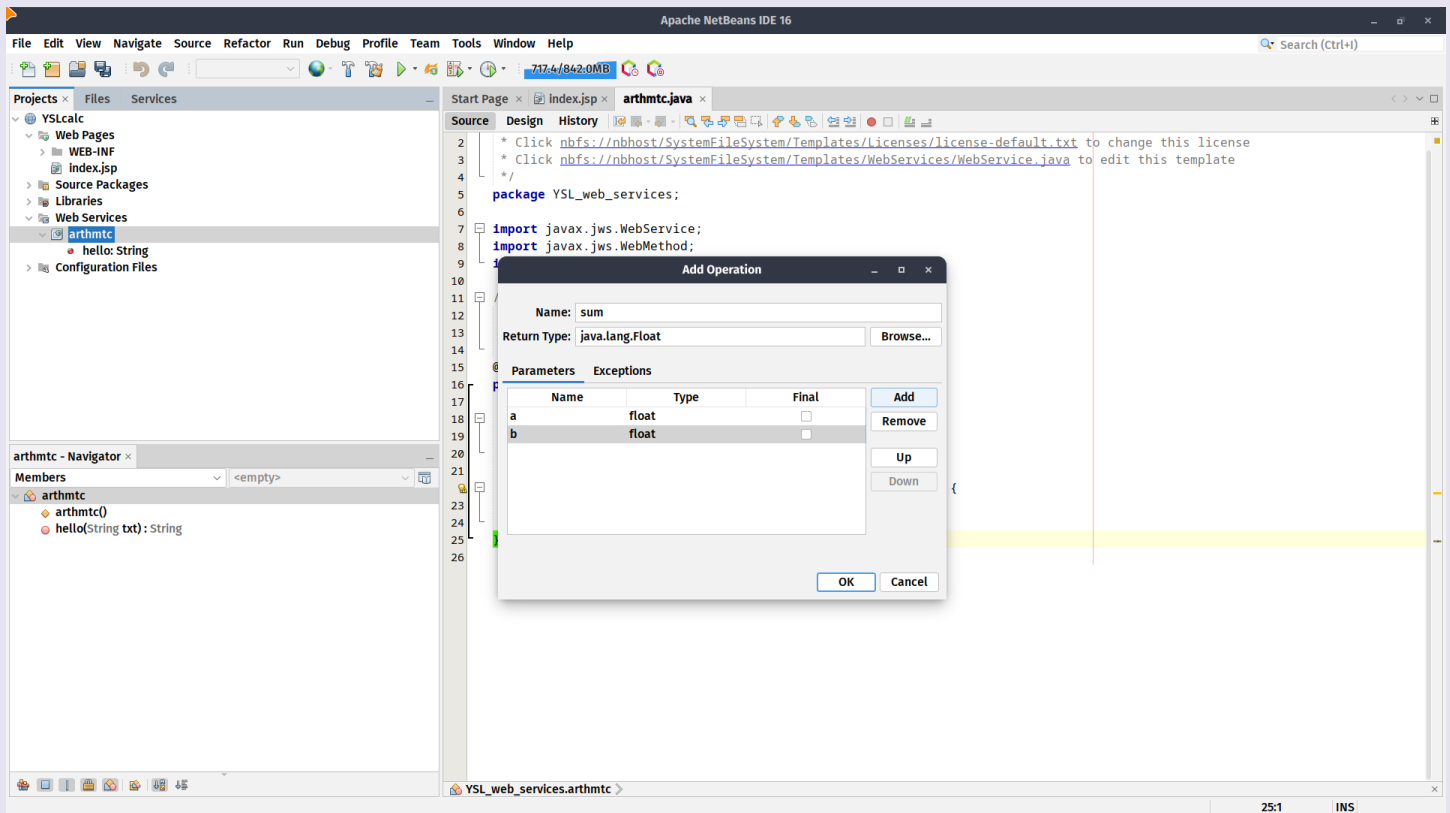 Apache NetBeans IDE 16
File Edit View Navigate Source Refactor Run Debug Profile Team Tools Window Help
Search (Ctrl+I)
717.4/842.0MB
Projects Files Services
YSLcalc
Web Pages
WEB-INF
index.jsp
Source Packages
Libraries
Web Services
arthmtc
hello: String
Configuration Files
arthmtc - Navigator
Members <empty>
arthmtc
arthmtc()
hello(String txt) : String
Start Page index.jsp arthmtc.java
Source Design History
2 * Click nbfs://nbhost/SystemFileSystem/Templates/Licenses/license-default.txt to change this license
3 * Click nbfs://nbhost/SystemFileSystem/Templates/WebServices/WebService.java to edit this template
4 */
5 package YSL_web_services;
6
7 import javax.jws.WebService;
8 import javax.jws.WebMethod;
9
10
11 /
12
13
14
15 @
16
17
18
19
20
21
{
23
24
25 }
26
Add Operation
Name: sum
Return Type: java.lang.Float Browse...
Parameters Exceptions
Name Type Final
a float
b float
Add
Remove
Up
Down
OK Cancel
YSL_web_services.arthmtc
25:1 INS